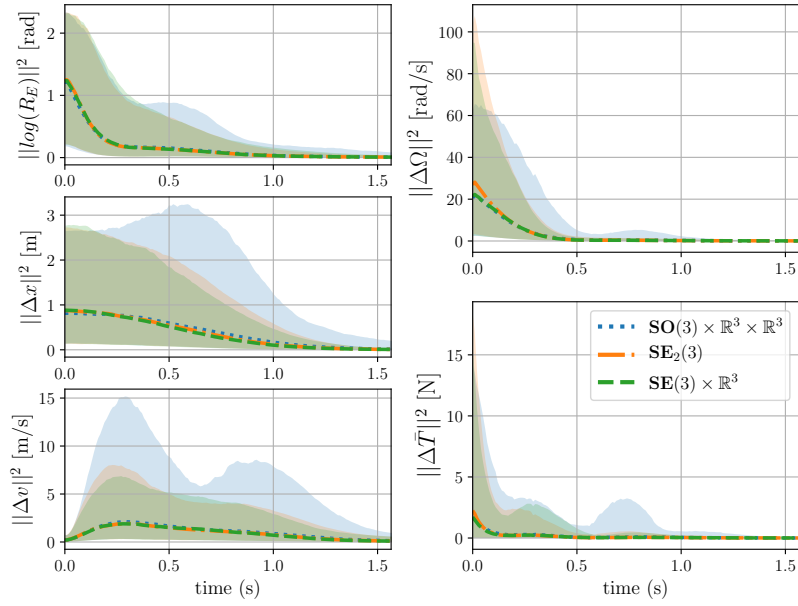 ||log(R_E)||² [rad]
2
1
0
0.0 0.5 1.0 1.5
||Δx||² [m]
3
2
1
0
0.0 0.5 1.0 1.5
||Δv||² [m/s]
15
10
5
0
0.0 0.5 1.0 1.5
time (s)
||ΔΩ||² [rad/s]
100
80
60
40
20
0
0.0 0.5 1.0 1.5
||ΔT̄||² [N]
15
10
5
0
SO(3) × ℝ³ × ℝ³
SE₂(3)
SE(3) × ℝ³
0.0 0.5 1.0 1.5
time (s)